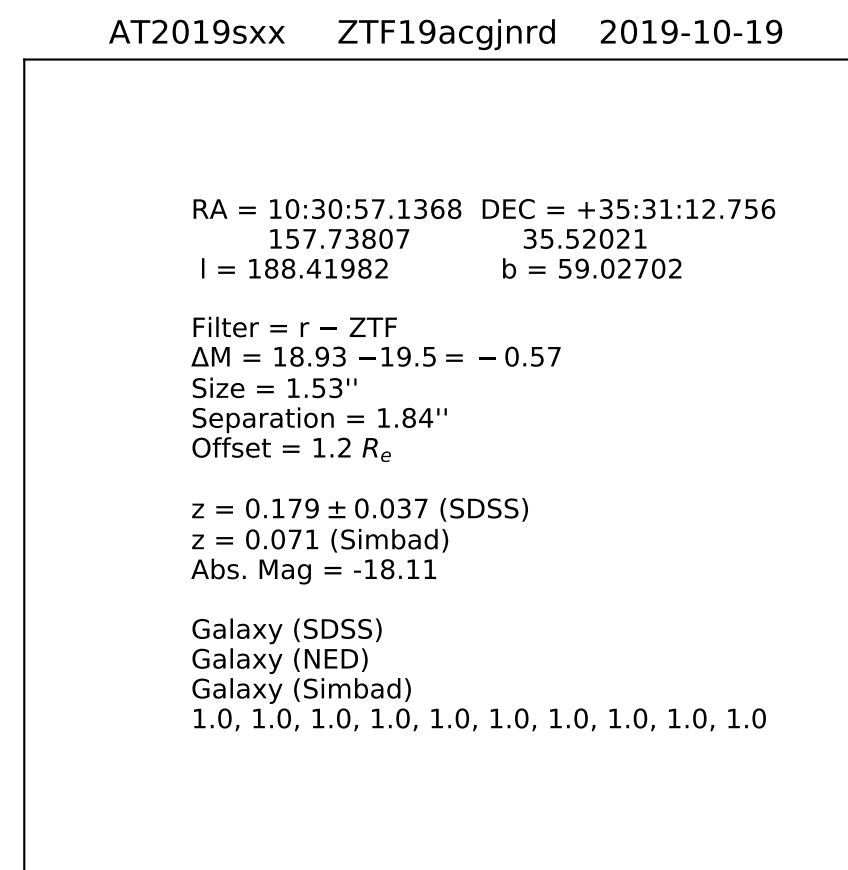 AT2019sxx ZTF19acgjnrd 2019-10-19
RA = 10:30:57.1368 DEC = +35:31:12.756
157.73807 35.52021
l = 188.41982 b = 59.02702
Filter = r − ZTF
ΔM = 18.93 −19.5 = − 0.57
Size = 1.53''
Separation = 1.84''
Offset = 1.2 Rₑ
z = 0.179 ± 0.037 (SDSS)
z = 0.071 (Simbad)
Abs. Mag = -18.11
Galaxy (SDSS)
Galaxy (NED)
Galaxy (Simbad)
1.0, 1.0, 1.0, 1.0, 1.0, 1.0, 1.0, 1.0, 1.0, 1.0